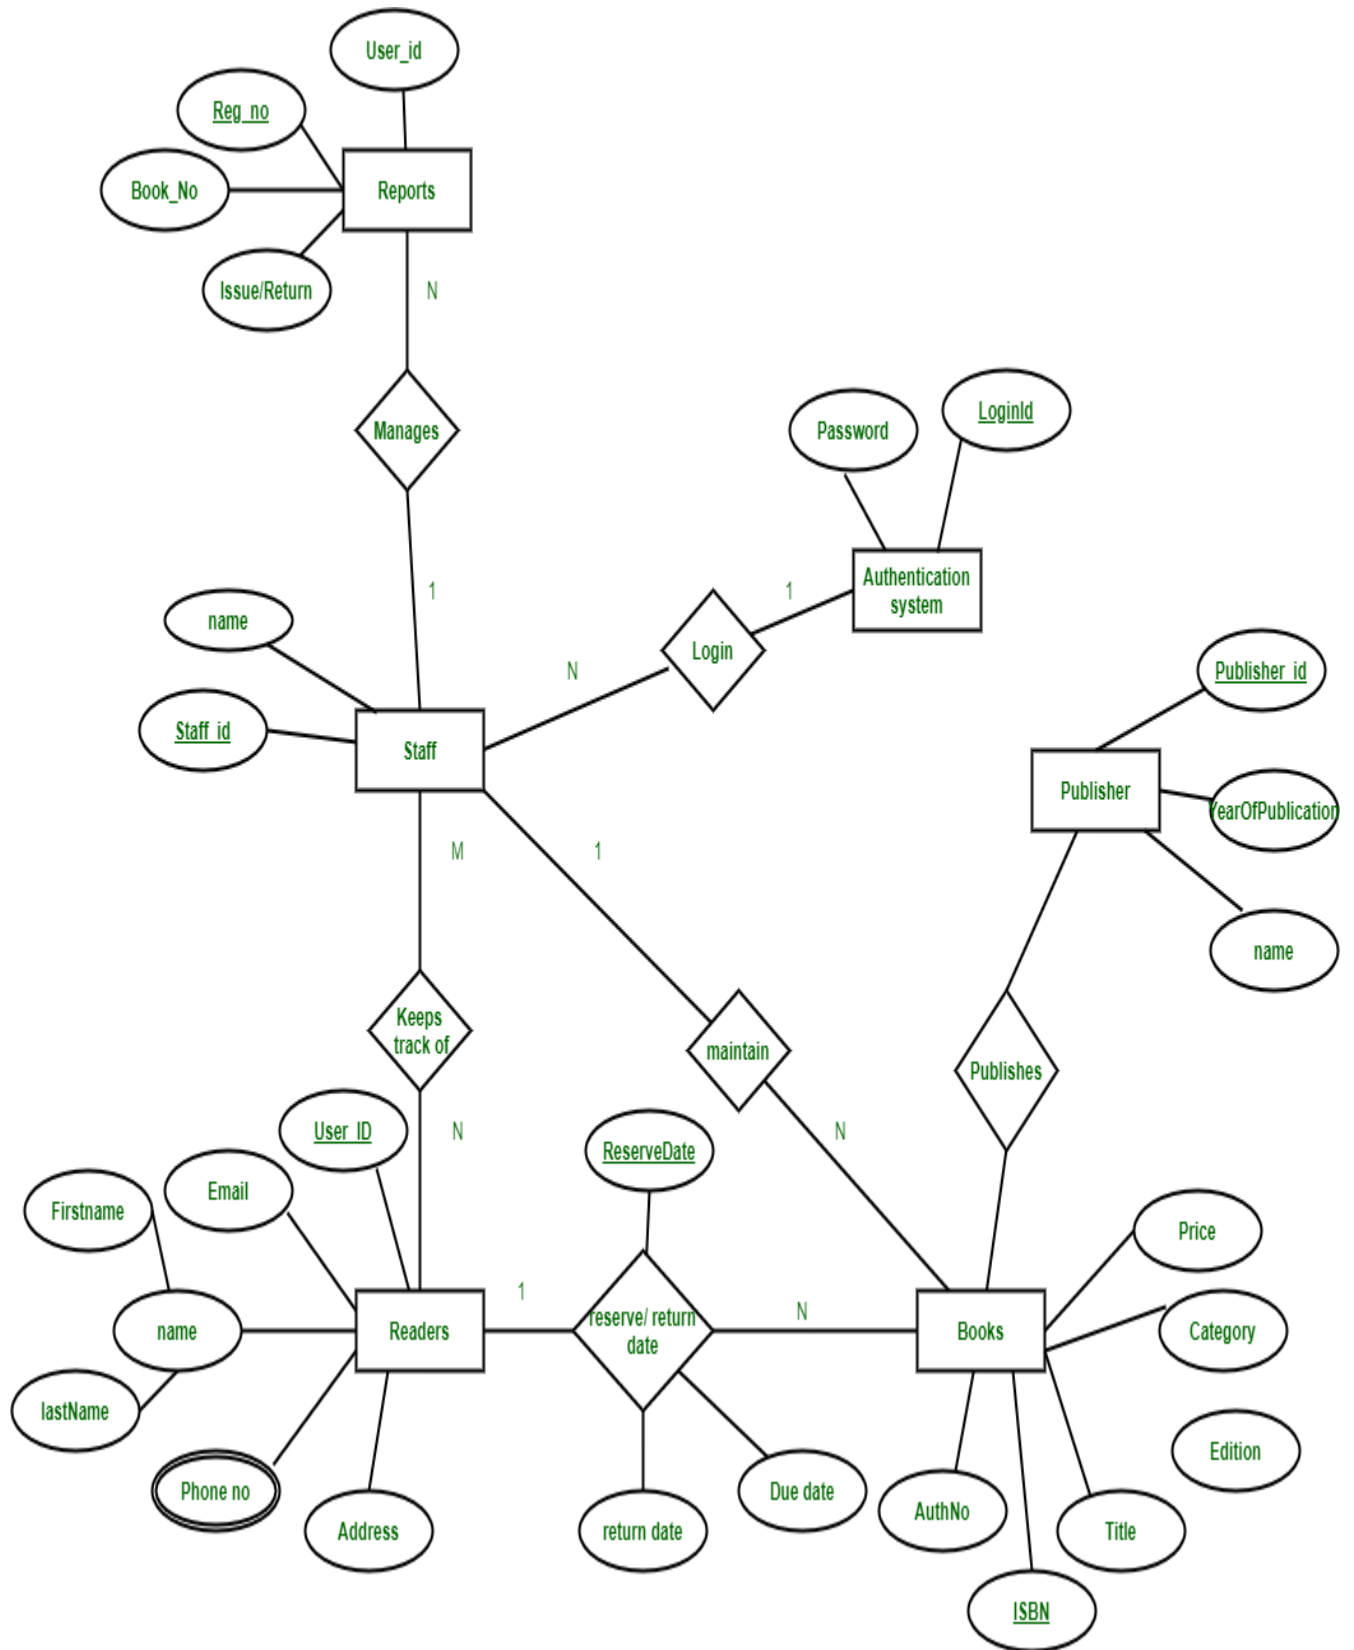 User_id
Reg_no
Book_No
Reports
Issue/Return
N
Manages
LoginId
Password
Authentication
system
1
1
name
Login
N
Publisher_id
Staff_id
Staff
Publisher
YearOfPublication
M
1
name
Keeps
track of
maintain
Publishes
User_ID
N
N
ReserveDate
Email
Firstname
Price
1
N
name
Readers
reserve/ return
date
Books
Category
lastName
Edition
Phone no
Due date
AuthNo
Address
return date
Title
ISBN